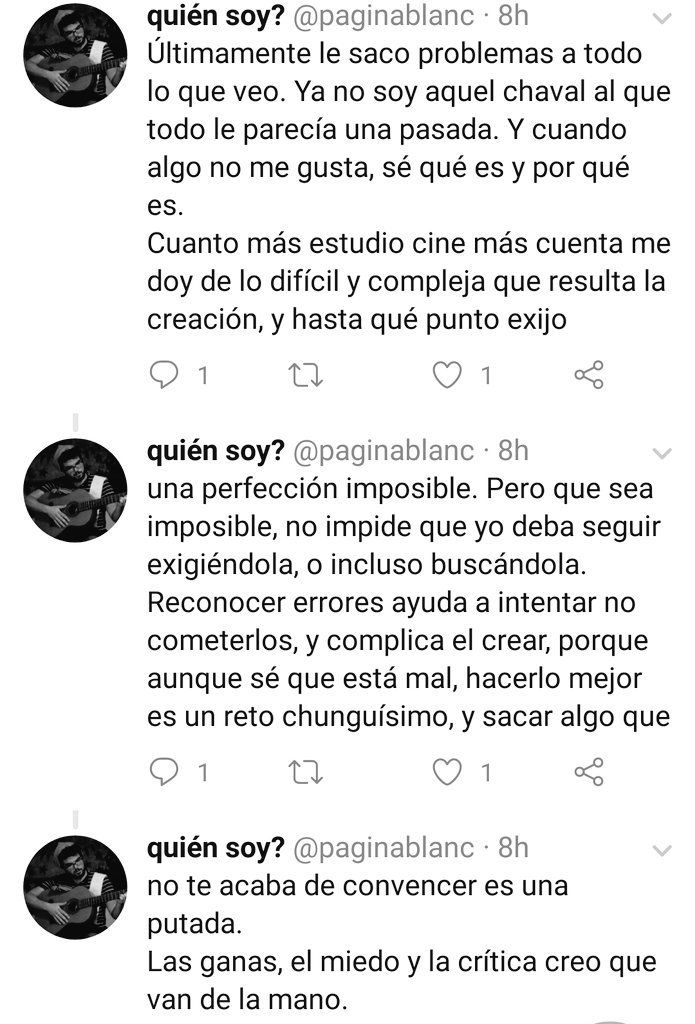 quién soy? @paginablanc · 8h
Últimamente le saco problemas a todo
lo que veo. Ya no soy aquel chaval al que
todo le parecía una pasada. Y cuando
algo no me gusta, sé qué es y por qué
es.
Cuanto más estudio cine más cuenta me
doy de lo difícil y compleja que resulta la
creación, y hasta qué punto exijo
1 1
quién soy? @paginablanc · 8h
una perfección imposible. Pero que sea
imposible, no impide que yo deba seguir
exigiéndola, o incluso buscándola.
Reconocer errores ayuda a intentar no
cometerlos, y complica el crear, porque
aunque sé que está mal, hacerlo mejor
es un reto chunguísimo, y sacar algo que
1 1
quién soy? @paginablanc · 8h
no te acaba de convencer es una
putada.
Las ganas, el miedo y la crítica creo que
van de la mano.